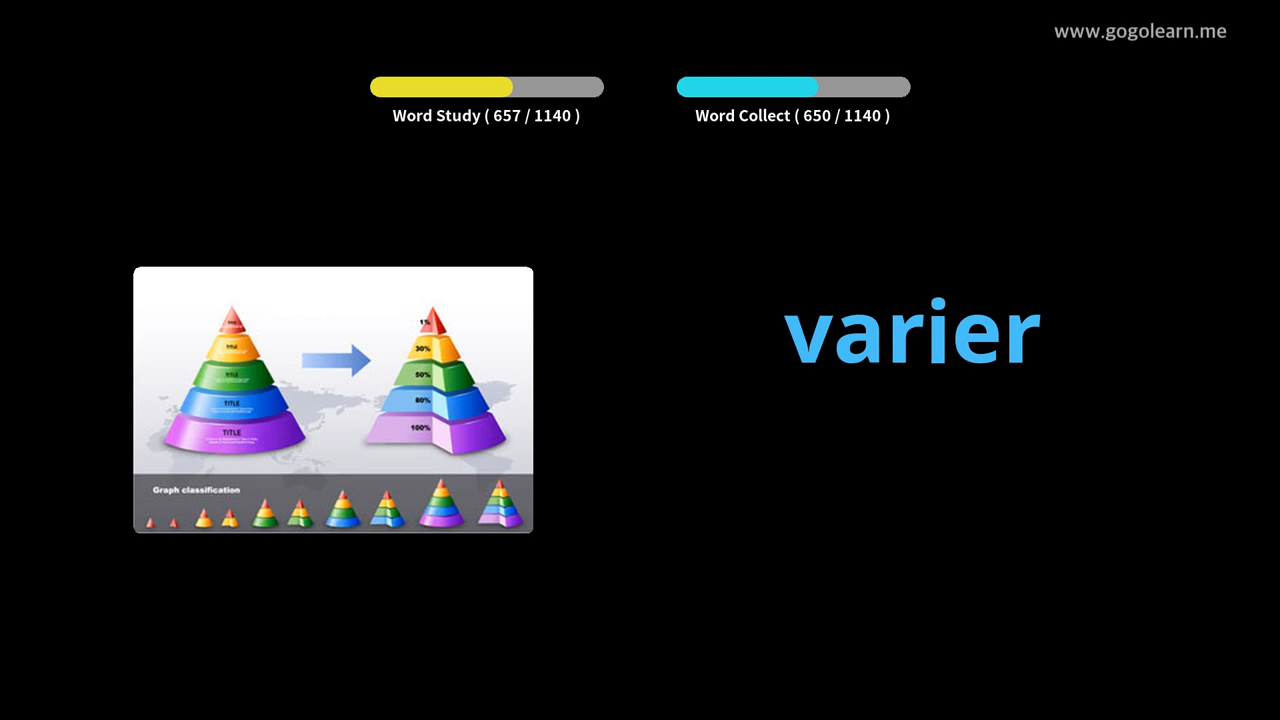 www.gogolearn.me
Word Study ( 657 / 1140 )
Word Collect ( 650 / 1140 )
varier
TITLE
TITLE
TITLE
TITLE
1%
30%
50%
80%
100%
Graph classification